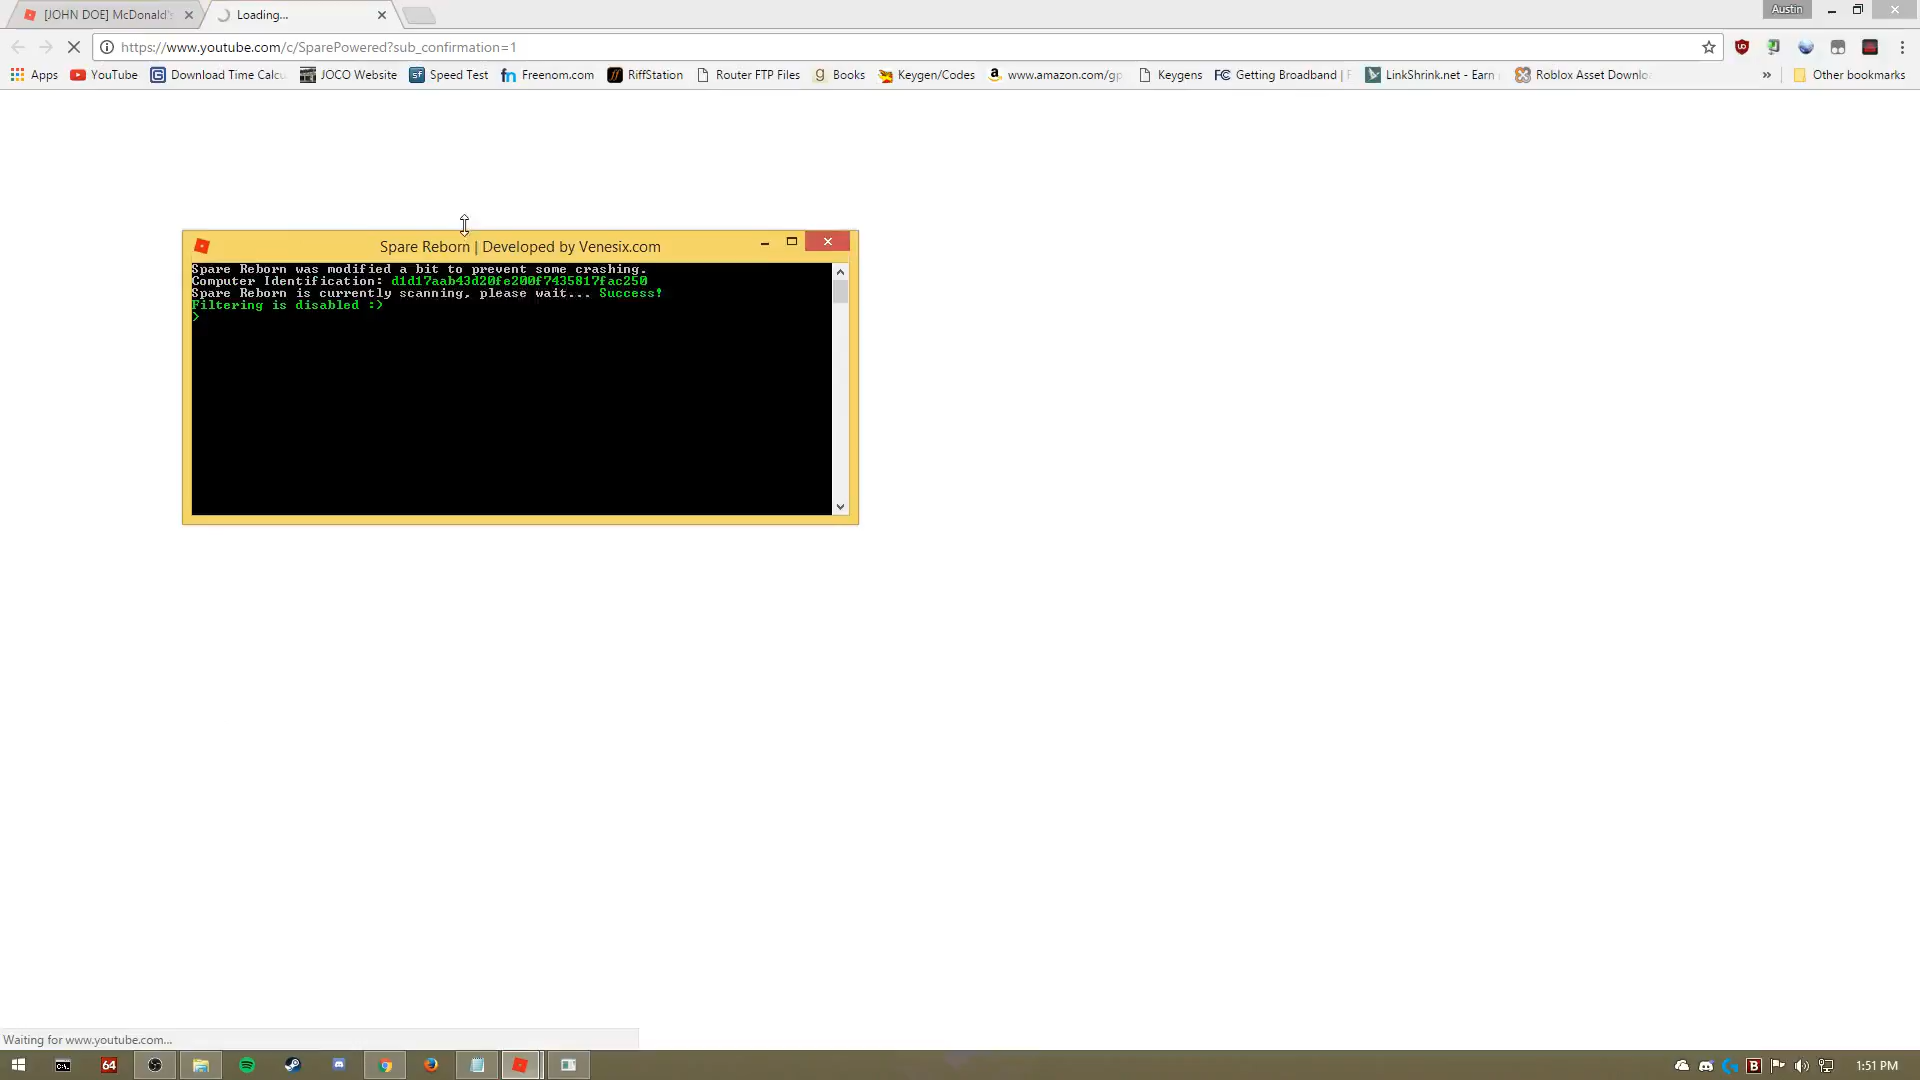 [JOHN DOE] McDonald's
Loading...
Austin
https://www.youtube.com/c/SparePowered?sub_confirmation=1
Apps YouTube Download Time Calcu JOCO Website Speed Test Freenom.com RiffStation Router FTP Files Books Keygen/Codes www.amazon.com/gp Keygens Getting Broadband | F LinkShrink.net - Earn Roblox Asset Downlo » Other bookmarks
Spare Reborn | Developed by Venesix.com
Spare Reborn was modified a bit to prevent some crashing.
Computer Identification: d1d17aab43d20fe200f7435817fac250
Spare Reborn is currently scanning, please wait... Success!
Filtering is disabled :)
>
Waiting for www.youtube.com...
64
1:51 PM